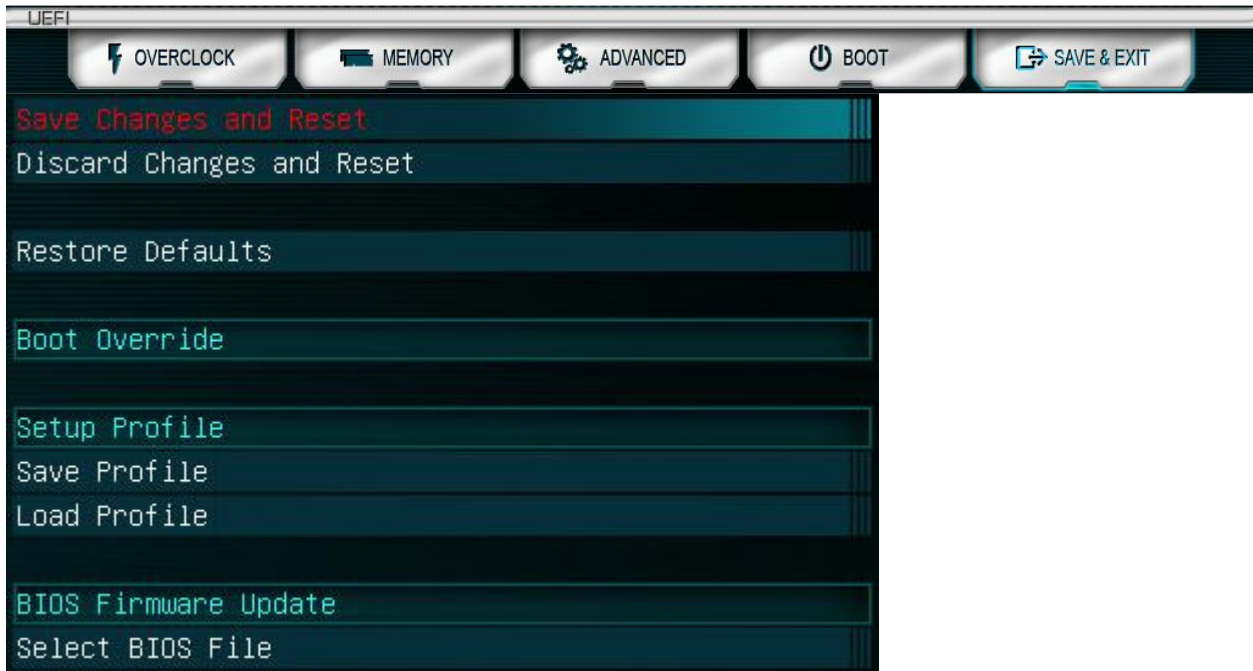 UEFI
OVERCLOCK MEMORY ADVANCED BOOT SAVE & EXIT
Save Changes and Reset
Discard Changes and Reset
Restore Defaults
Boot Override
Setup Profile
Save Profile
Load Profile
BIOS Firmware Update
Select BIOS File